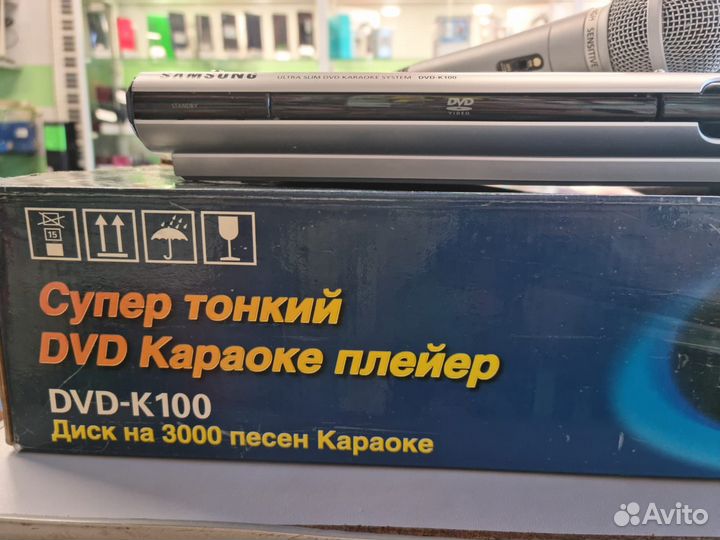 SAMSUNG
ULTRA SLIM DVD KARAOKE SYSTEM DVD-K100
STANDBY
DVD
VIDEO
SENSITIVE
15
Супер тонкий
DVD Караоке плейер
DVD-K100
Диск на 3000 песен Караоке
Avito